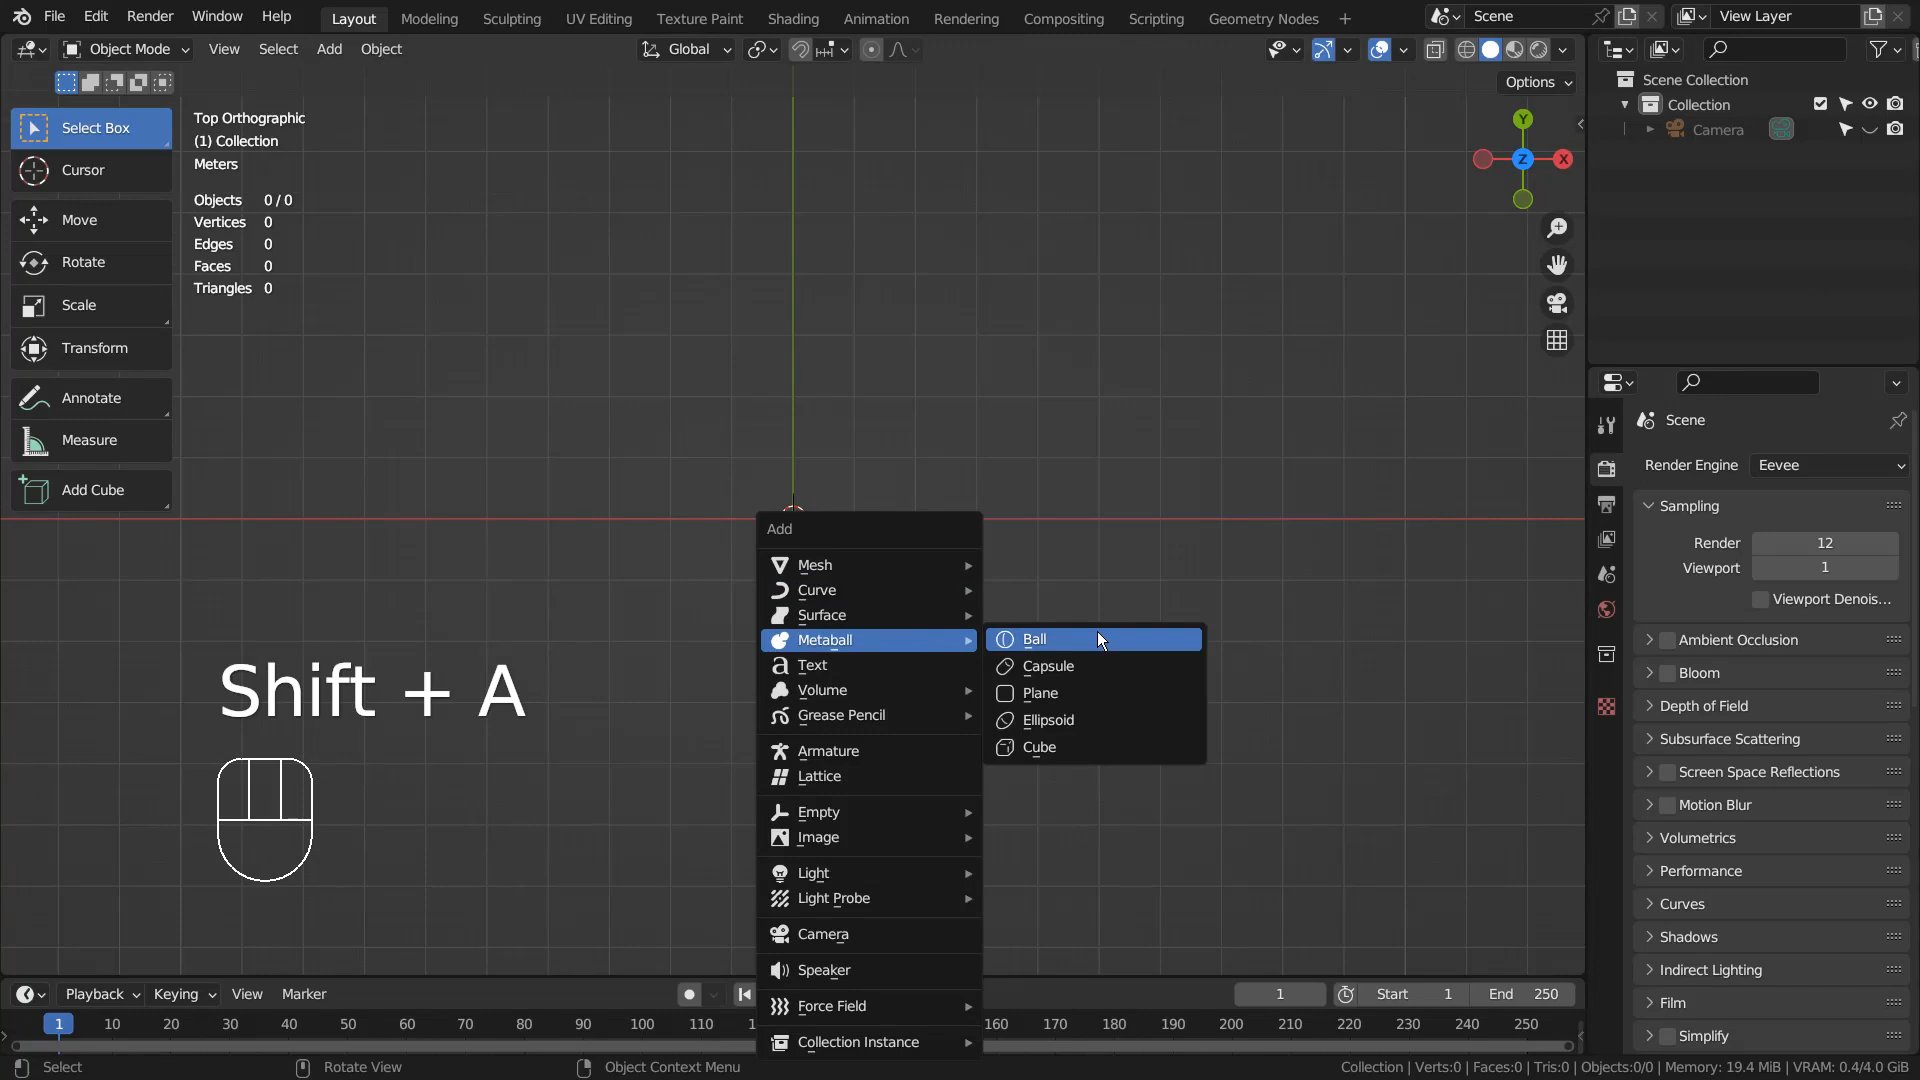 File Edit Render Window Help Layout Modeling Sculpting UV Editing Texture Paint Shading Animation Rendering Compositing Scripting Geometry Nodes + Scene View Layer
Object Mode View Select Add Object Global
Options
Select Box
Cursor
Move
Rotate
Scale
Transform
Annotate
Measure
Add Cube
Top Orthographic
(1) Collection
Meters
Objects 0 / 0
Vertices 0
Edges 0
Faces 0
Triangles 0
Y
Z
X
Scene Collection
Collection
Camera
Scene
Render Engine Eevee
Sampling
Render 12
Viewport 1
Viewport Denois...
Ambient Occlusion
Bloom
Depth of Field
Subsurface Scattering
Screen Space Reflections
Motion Blur
Volumetrics
Performance
Curves
Shadows
Indirect Lighting
Film
Simplify
Add
Mesh
Curve
Surface
Metaball
Text
Volume
Grease Pencil
Armature
Lattice
Empty
Image
Light
Light Probe
Camera
Speaker
Force Field
Collection Instance
Ball
Capsule
Plane
Ellipsoid
Cube
Shift + A
Playback Keying View Marker 1 Start 1 End 250
1 10 20 30 40 50 60 70 80 90 100 110 1 160 170 180 190 200 210 220 230 240 250
Select Rotate View Object Context Menu Collection | Verts:0 | Faces:0 | Tris:0 | Objects:0/0 | Memory: 19.4 MiB | VRAM: 0.4/4.0 GiB